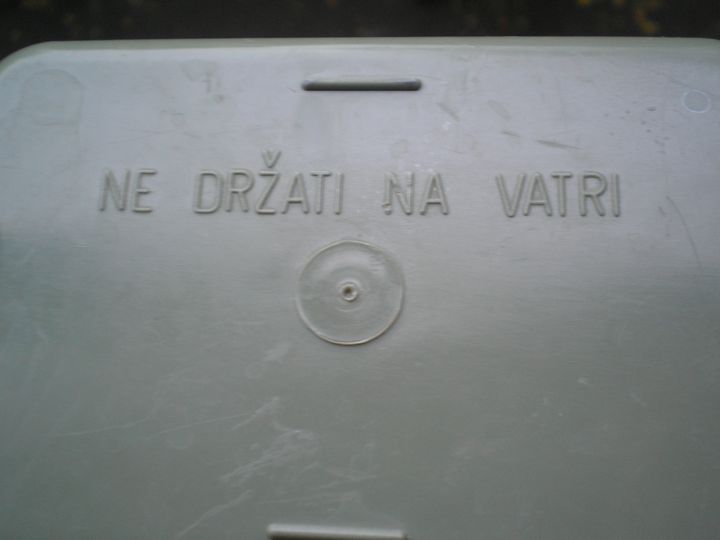 NE DRŽATI NA VATRI